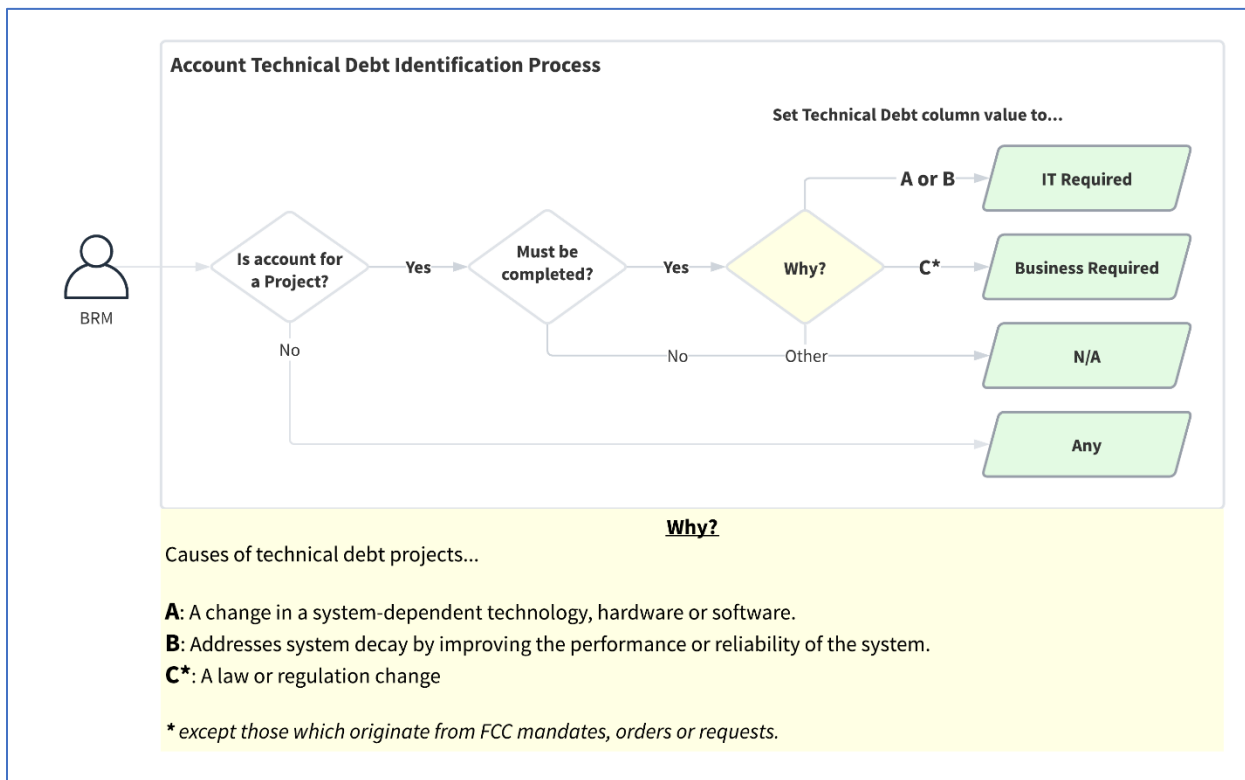 Account Technical Debt Identification Process
Set Technical Debt column value to...
A or B
IT Required
Is account for
a Project?
Yes
Must be
completed?
Yes
Why?
C*
Business Required
BRM
No
No
Other
N/A
Any
Why?
Causes of technical debt projects...
A: A change in a system-dependent technology, hardware or software.
B: Addresses system decay by improving the performance or reliability of the system.
C*: A law or regulation change
* except those which originate from FCC mandates, orders or requests.